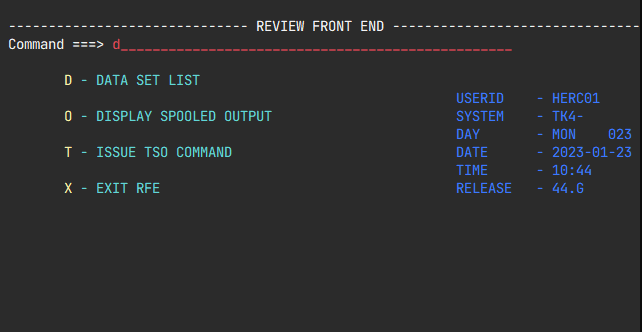 ------------------------------ REVIEW FRONT END -------------------------------
Command ===> d_________________________________________________
D - DATA SET LIST
USERID - HERC01
O - DISPLAY SPOOLED OUTPUT SYSTEM - TK4-
DAY - MON 023
T - ISSUE TSO COMMAND DATE - 2023-01-23
TIME - 10:44
X - EXIT RFE RELEASE - 44.G